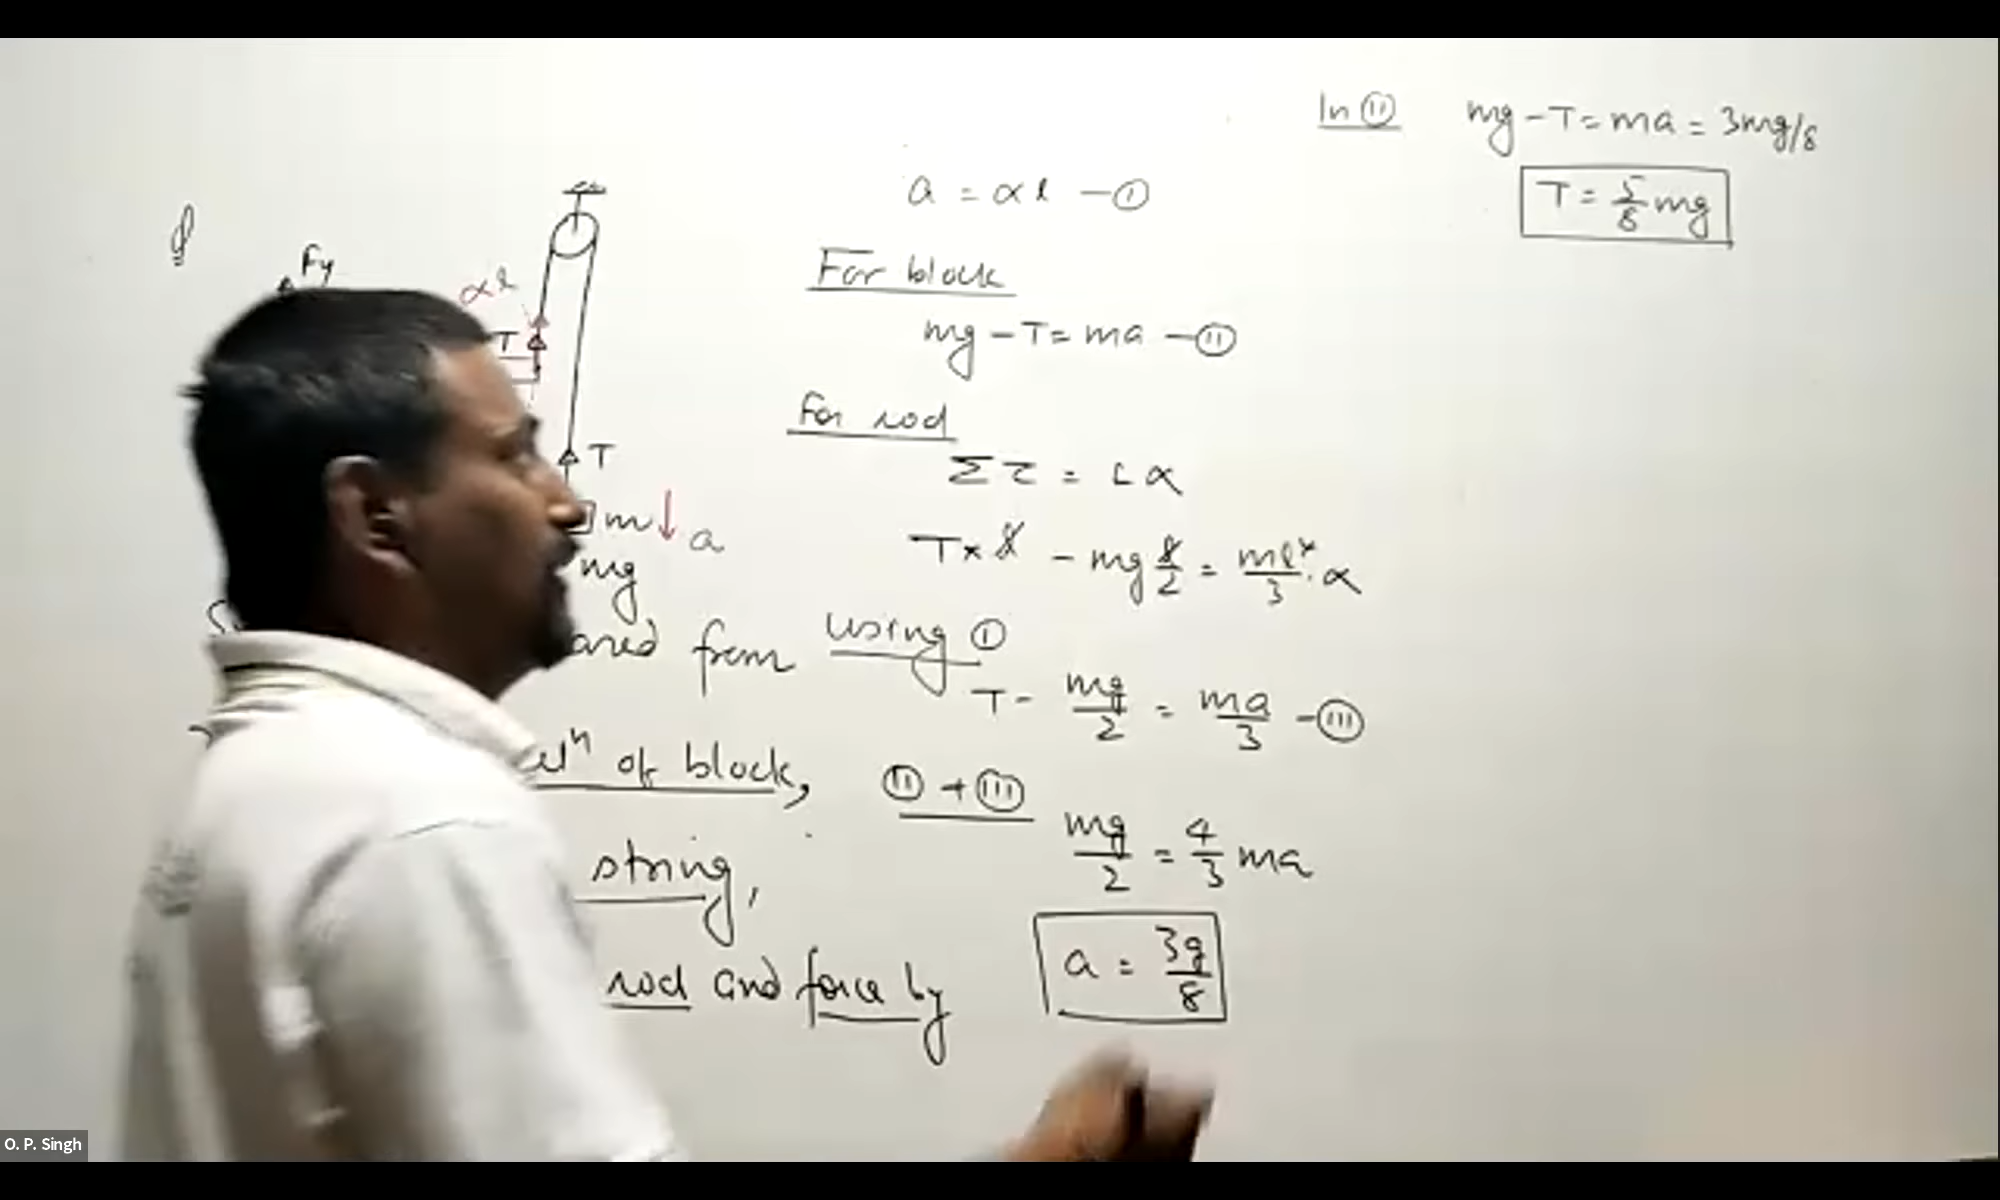 Fy
αl
T
T
m a
mg
ared from
of block,
string,
rod and force by
a = αl -(I)
For block
mg - T = ma -(II)
For rod
Στ = Iα
T×l - mg l/2 = ml²/3 . α
using (I)
T - mg/2 = ma/3 -(III)
(II) + (III)
mg/2 = 4/3 ma
a = 3g/8
In (II) mg - T = ma = 3mg/8
T = 5/8 mg
O. P. Singh